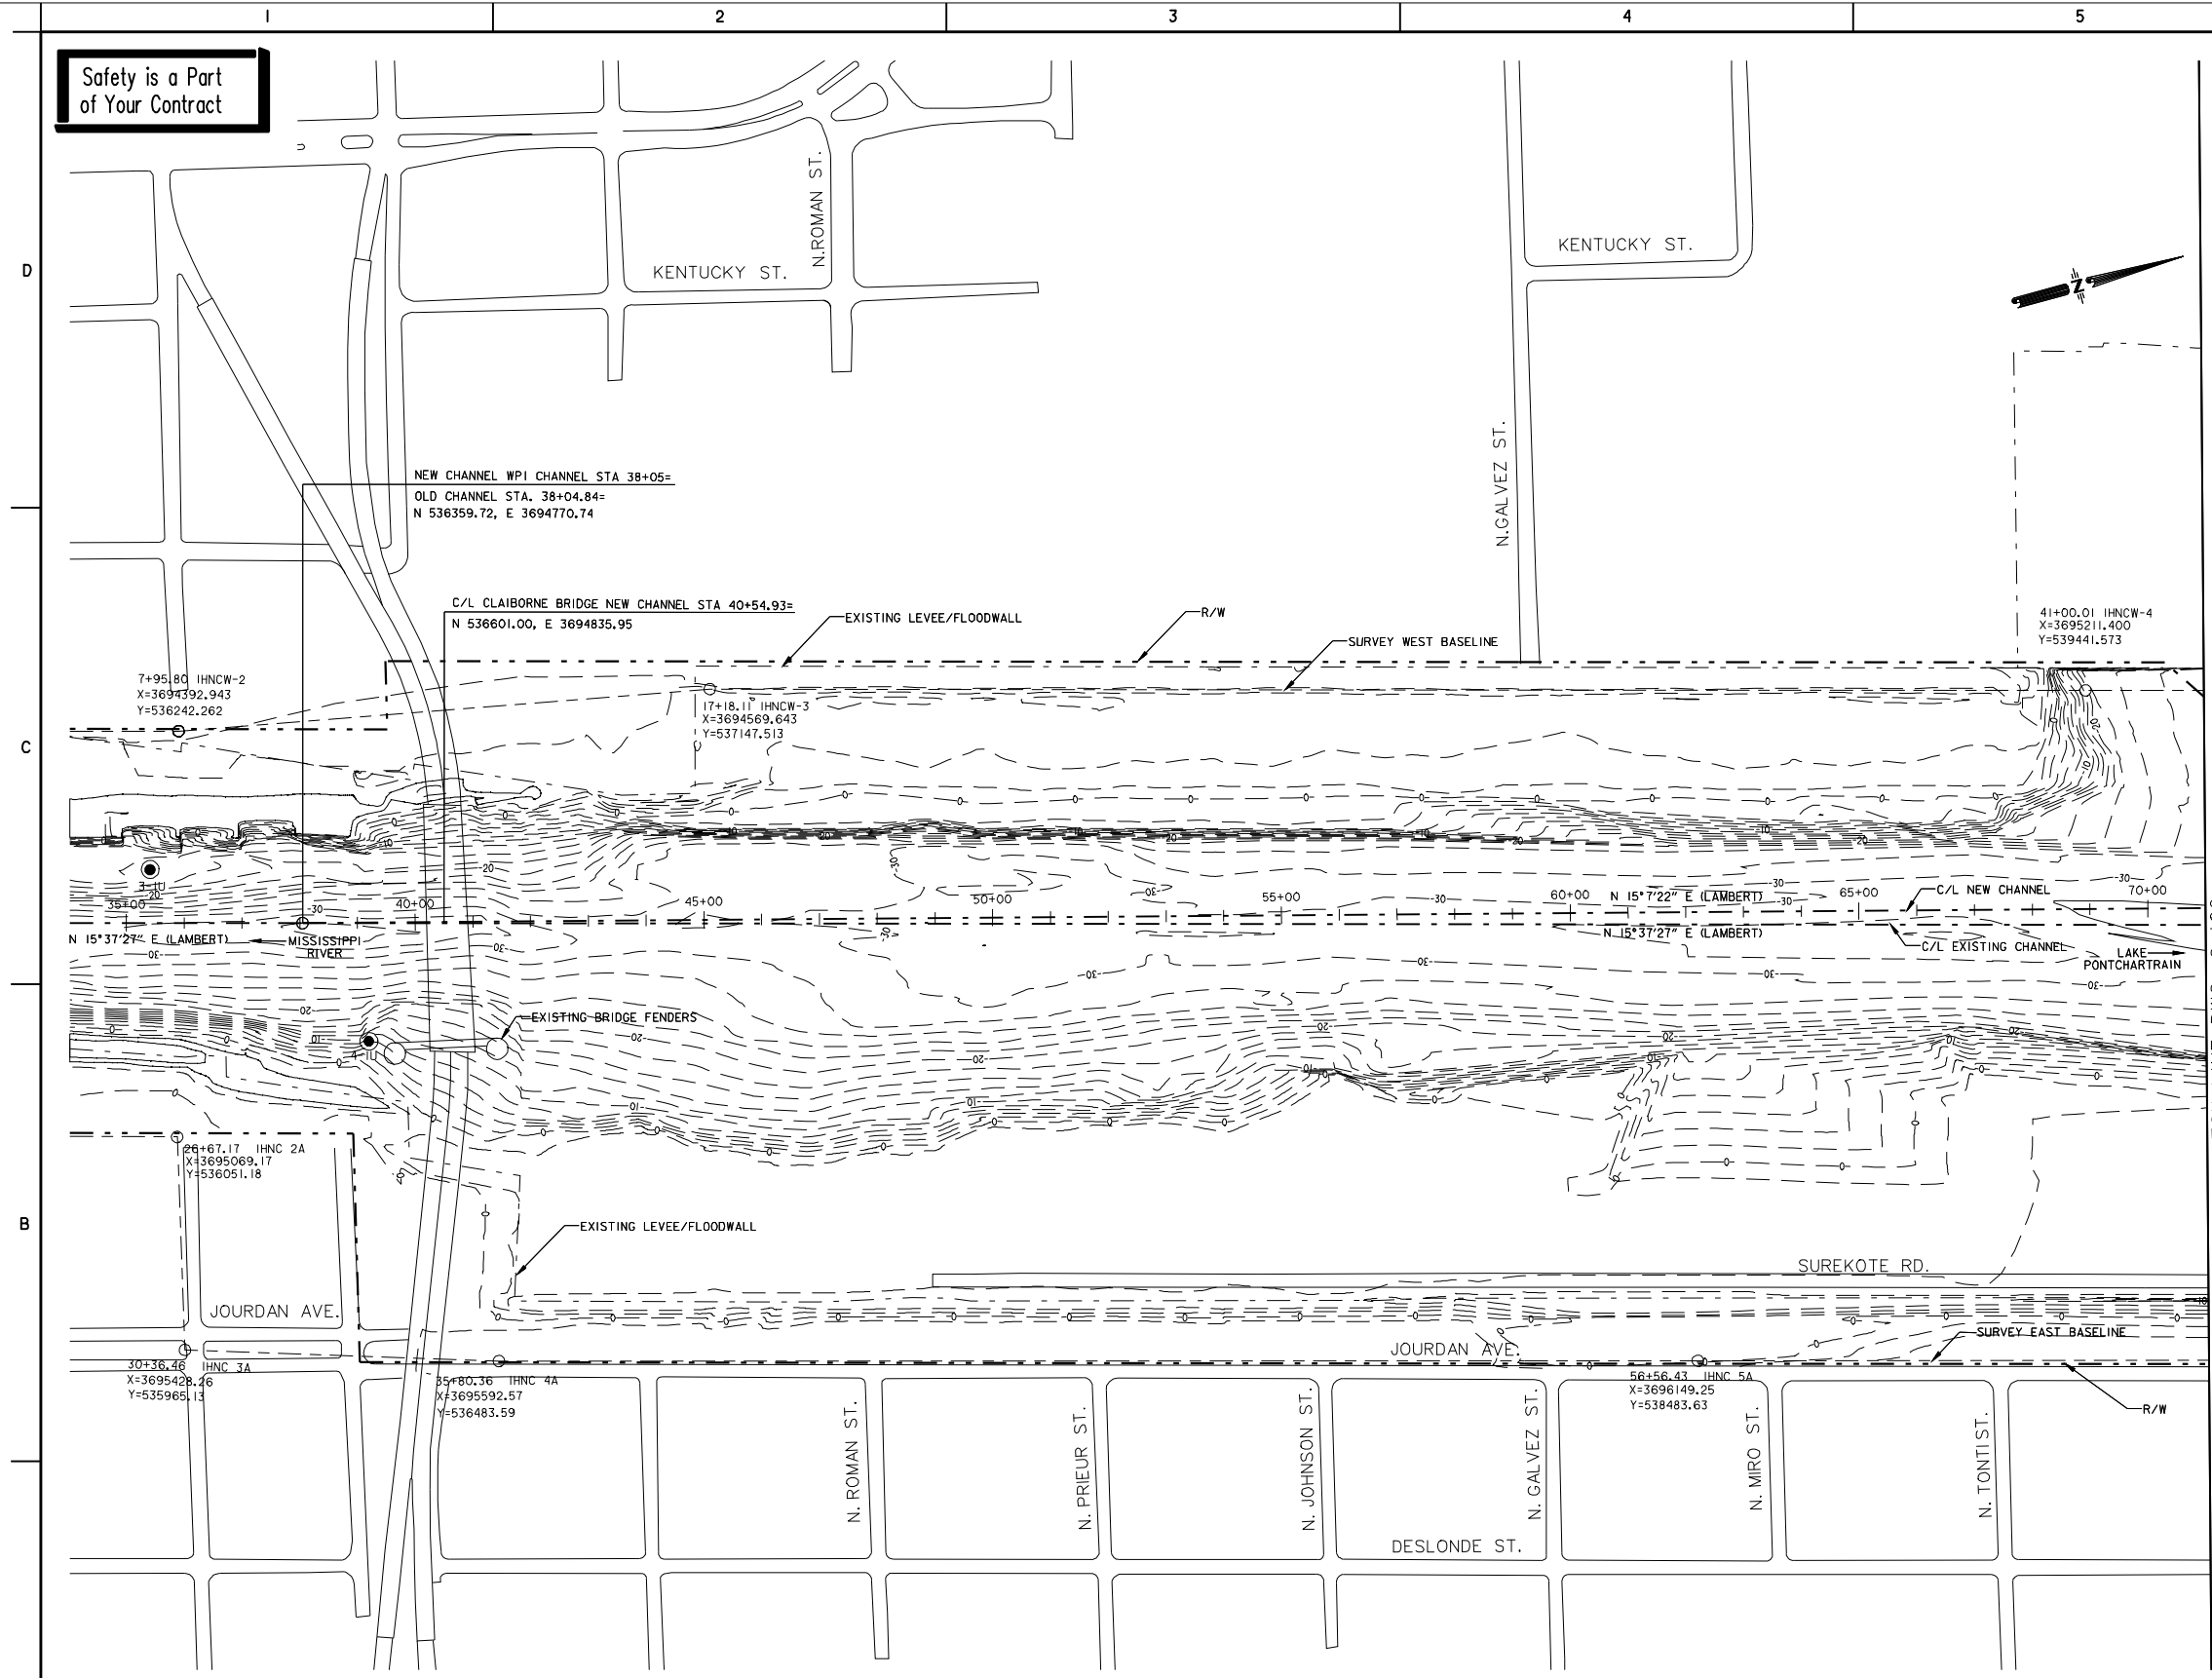 1
2
3
4
5
Safety is a Part
of Your Contract
D
C
B
N.ROMAN ST.
KENTUCKY ST.
KENTUCKY ST.
N.GALVEZ ST.
N
NEW CHANNEL WPI CHANNEL STA 38+05=
OLD CHANNEL STA. 38+04.84=
N 536359.72, E 3694770.74
C/L CLAIBORNE BRIDGE NEW CHANNEL STA 40+54.93=
N 536601.00, E 3694835.95
EXISTING LEVEE/FLOODWALL
R/W
SURVEY WEST BASELINE
41+00.01 IHNCW-4
X=3695211.400
Y=539441.573
7+95.80 IHNCW-2
X=3694392.943
Y=536242.262
17+18.11 IHNCW-3
X=3694569.643
Y=537147.513
3-1U
35+00
40+00
45+00
50+00
55+00
60+00
65+00
70+00
N 15°7'22" E (LAMBERT)
C/L NEW CHANNEL
N 15°37'27" E (LAMBERT)
MISSISSIPPI
RIVER
N 15°37'27" E (LAMBERT)
C/L EXISTING CHANNEL
LAKE
PONTCHARTRAIN
EXISTING BRIDGE FENDERS
4-1U
26+67.17 IHNC 2A
X=3695069.17
Y=536051.18
EXISTING LEVEE/FLOODWALL
SUREKOTE RD.
JOURDAN AVE.
JOURDAN AVE.
SURVEY EAST BASELINE
30+36.46 IHNC 3A
X=3695428.26
Y=535965.13
35+80.36 IHNC 4A
X=3695592.57
Y=536483.59
56+56.43 IHNC 5A
X=3696149.25
Y=538483.63
R/W
N. ROMAN ST.
N. PRIEUR ST.
N. JOHNSON ST.
N. GALVEZ ST.
N. MIRO ST.
N. TONTI ST.
DESLONDE ST.